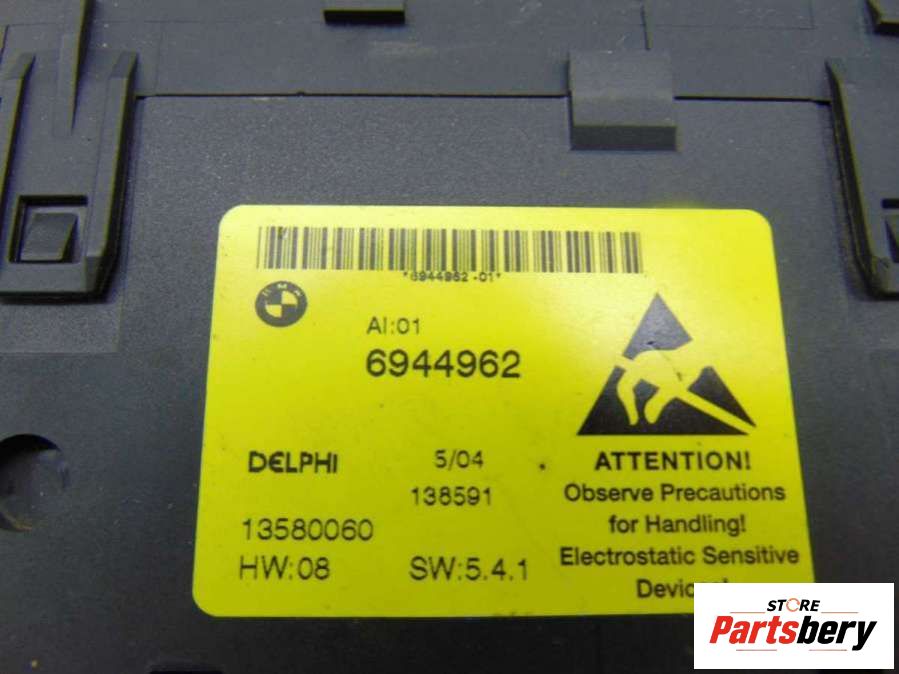 *6944962-01*
BMW
AI:01
6944962
DELPHI
5/04
138591
13580060
HW:08
SW:5.4.1
ATTENTION!
Observe Precautions
for Handling!
Electrostatic Sensitive
STORE
Partsbery